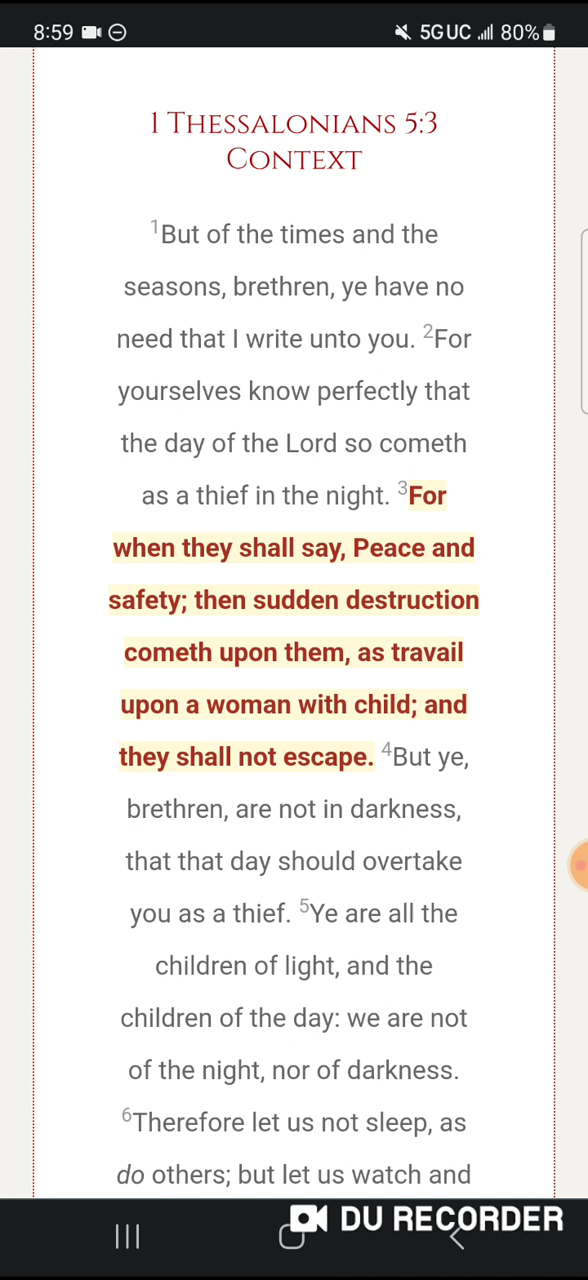 8:59 5G UC 80%
1 Thessalonians 5:3
Context
1But of the times and the
seasons, brethren, ye have no
need that I write unto you. 2For
yourselves know perfectly that
the day of the Lord so cometh
as a thief in the night. 3For
when they shall say, Peace and
safety; then sudden destruction
cometh upon them, as travail
upon a woman with child; and
they shall not escape. 4But ye,
brethren, are not in darkness,
that that day should overtake
you as a thief. 5Ye are all the
children of light, and the
children of the day: we are not
of the night, nor of darkness.
6Therefore let us not sleep, as
do others; but let us watch and
DU RECORDER